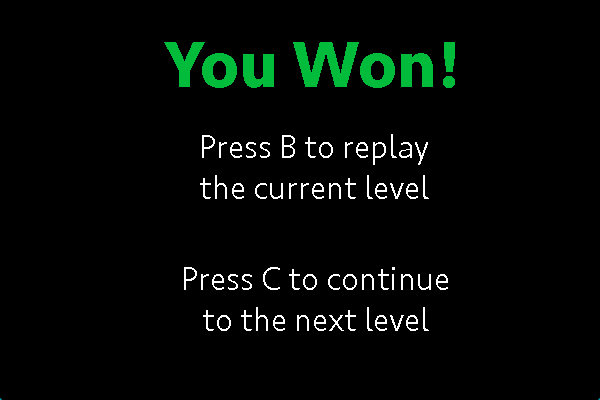 You Won!
Press B to replay
the current level
Press C to continue
to the next level